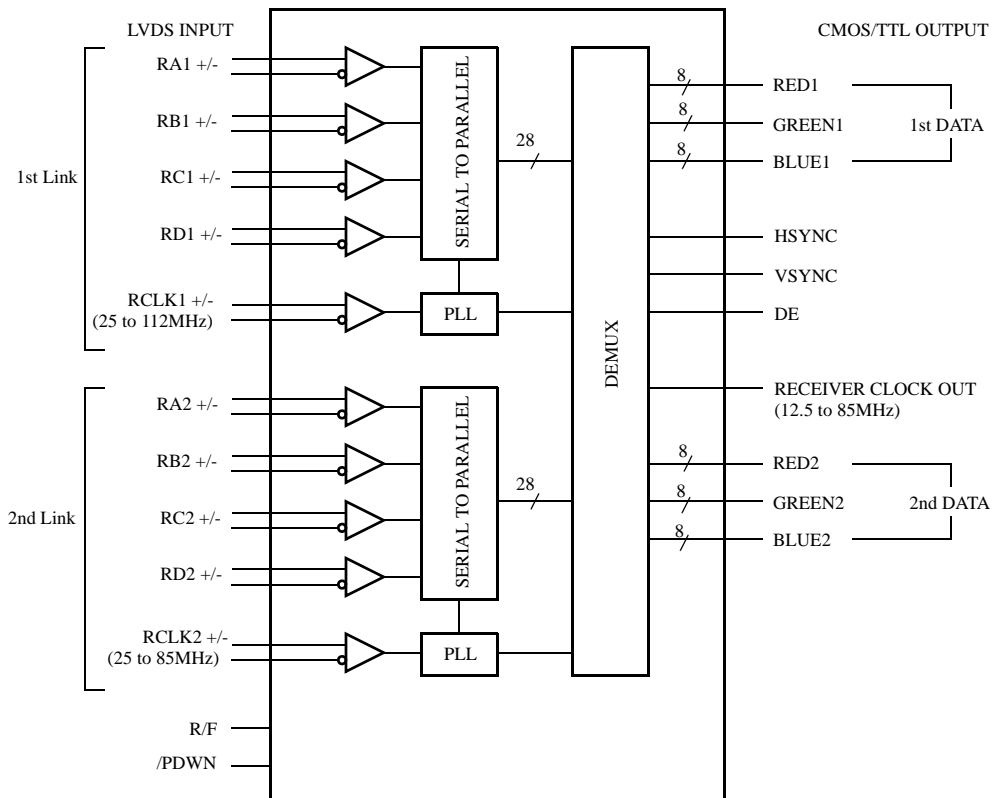 LVDS INPUT
CMOS/TTL OUTPUT
1st Link
RA1 +/-
RB1 +/-
RC1 +/-
RD1 +/-
RCLK1 +/-
(25 to 112MHz)
SERIAL TO PARALLEL
PLL
28
2nd Link
RA2 +/-
RB2 +/-
RC2 +/-
RD2 +/-
RCLK2 +/-
(25 to 85MHz)
SERIAL TO PARALLEL
PLL
28
R/F
/PDWN
DEMUX
8
RED1
8
GREEN1
8
BLUE1
1st DATA
HSYNC
VSYNC
DE
RECEIVER CLOCK OUT
(12.5 to 85MHz)
8
RED2
8
GREEN2
8
BLUE2
2nd DATA